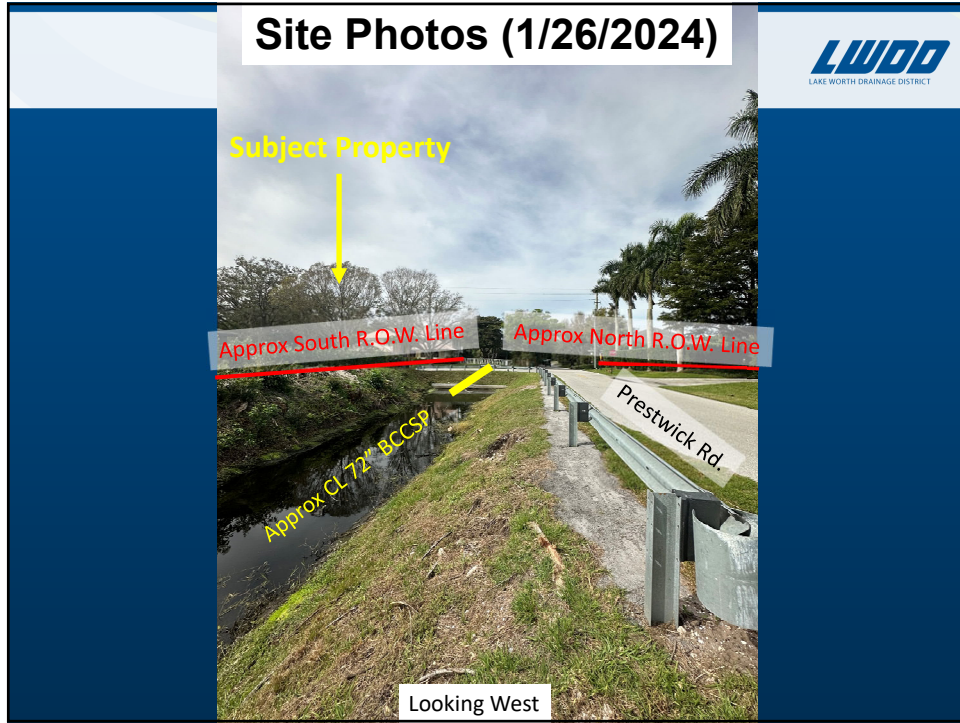 Site Photos (1/26/2024)
LWDD
LAKE WORTH DRAINAGE DISTRICT
Subject Property
Approx South R.O.W. Line
Approx North R.O.W. Line
Prestwick Rd.
Approx CL 72” BCCSP
Looking West